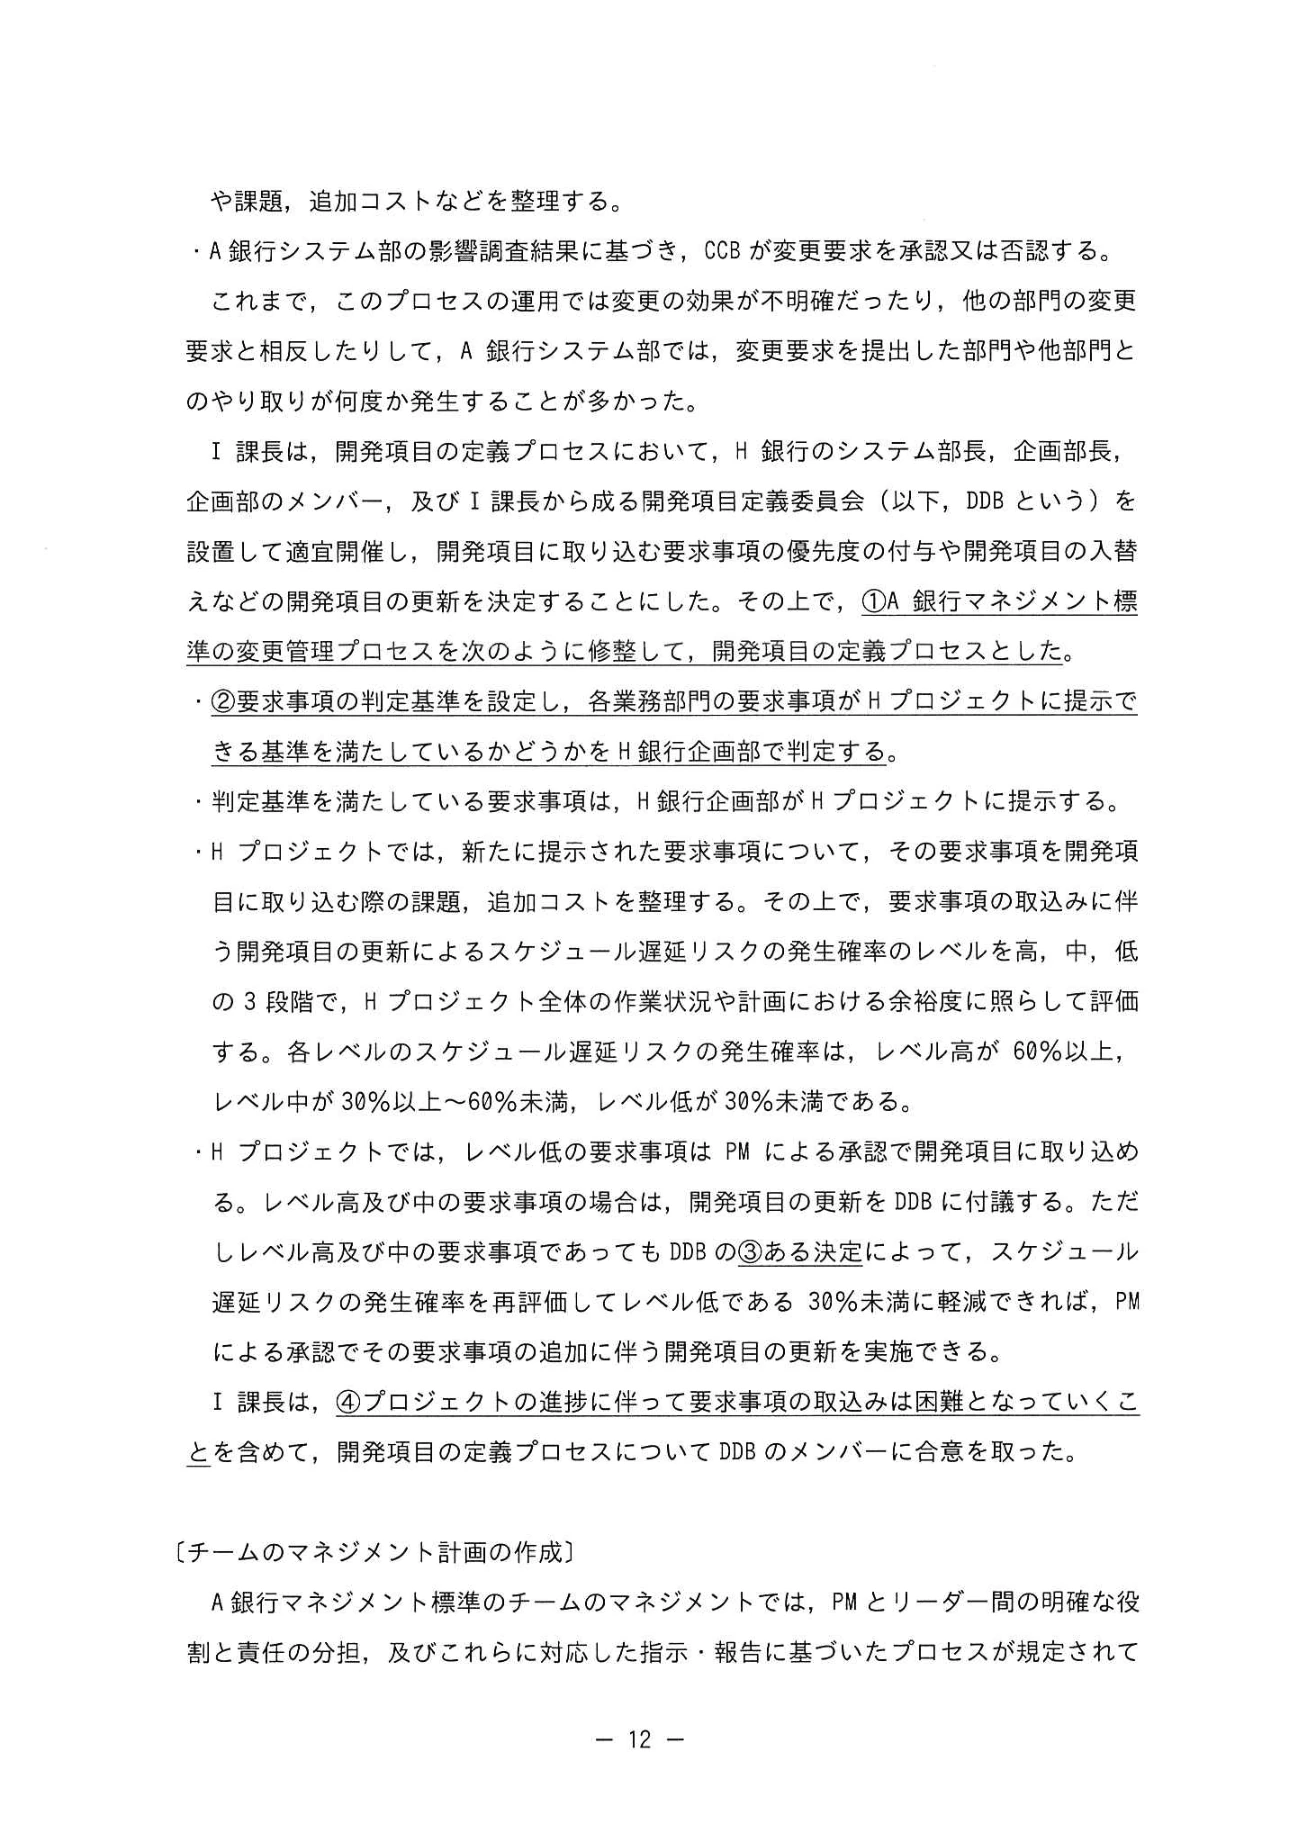 や課題，追加コストなどを整理する。
・A 銀行システム部の影響調査結果に基づき，CCB が変更要求を承認又は否認する。
これまで，このプロセスの運用では変更の効果が不明確だったり，他の部門の変更
要求と相反したりして，A 銀行システム部では，変更要求を提出した部門や他部門と
のやり取りが何度か発生することが多かった。
I 課長は，開発項目の定義プロセスにおいて，H 銀行のシステム部長，企画部長，
企画部のメンバー，及び I 課長から成る開発項目定義委員会（以下，DDB という）を
設置して適宜開催し，開発項目に取り込む要求事項の優先度の付与や開発項目の入替
えなどの開発項目の更新を決定することにした。その上で，①A 銀行マネジメント標
準の変更管理プロセスを次のように修整して，開発項目の定義プロセスとした。
・②要求事項の判定基準を設定し，各業務部門の要求事項が H プロジェクトに提示で
きる基準を満たしているかどうかを H 銀行企画部で判定する。
・判定基準を満たしている要求事項は，H 銀行企画部が H プロジェクトに提示する。
・H プロジェクトでは，新たに提示された要求事項について，その要求事項を開発項
目に取り込む際の課題，追加コストを整理する。その上で，要求事項の取込みに伴
う開発項目の更新によるスケジュール遅延リスクの発生確率のレベルを高，中，低
の 3 段階で，H プロジェクト全体の作業状況や計画における余裕度に照らして評価
する。各レベルのスケジュール遅延リスクの発生確率は，レベル高が 60％以上，
レベル中が 30％以上～60％未満，レベル低が 30％未満である。
・H プロジェクトでは，レベル低の要求事項は PM による承認で開発項目に取り込め
る。レベル高及び中の要求事項の場合は，開発項目の更新を DDB に付議する。ただ
しレベル高及び中の要求事項であっても DDB の③ある決定によって，スケジュール
遅延リスクの発生確率を再評価してレベル低である 30％未満に軽減できれば，PM
による承認でその要求事項の追加に伴う開発項目の更新を実施できる。
I 課長は，④プロジェクトの進捗に伴って要求事項の取込みは困難となっていくこ
とを含めて，開発項目の定義プロセスについて DDB のメンバーに合意を取った。
〔チームのマネジメント計画の作成〕
A 銀行マネジメント標準のチームのマネジメントでは，PM とリーダー間の明確な役
割と責任の分担，及びこれらに対応した指示・報告に基づいたプロセスが規定されて
－ 12 －